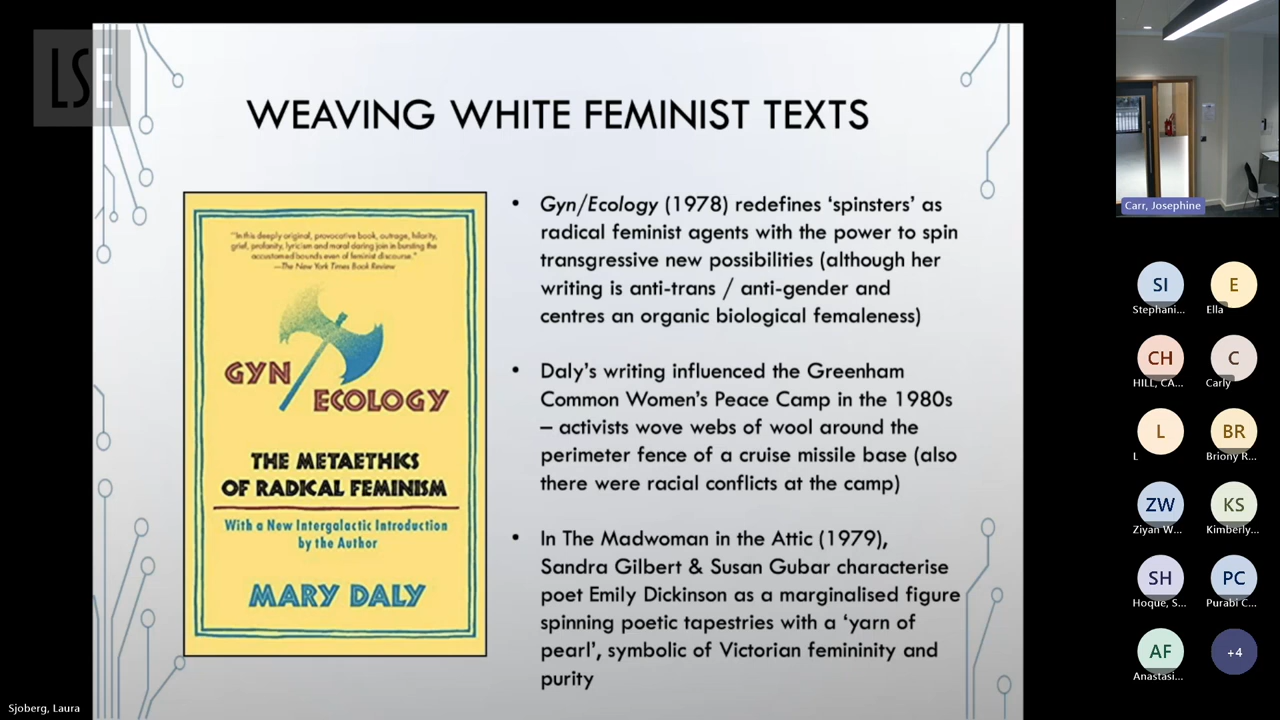 LSE
WEAVING WHITE FEMINIST TEXTS
"In this deeply original, provocative book, outrage, hilarity,
grief, profanity, lyricism and moral daring join in bursting the
accustomed bounds even of feminist discourse."
—The New York Times Book Review
GYN
ECOLOGY
THE METAETHICS
OF RADICAL FEMINISM
With a New Intergalactic Introduction
by the Author
MARY DALY
• Gyn/Ecology (1978) redefines ‘spinsters’ as
radical feminist agents with the power to spin
transgressive new possibilities (although her
writing is anti-trans / anti-gender and
centres an organic biological femaleness)
• Daly’s writing influenced the Greenham
Common Women’s Peace Camp in the 1980s
– activists wove webs of wool around the
perimeter fence of a cruise missile base (also
there were racial conflicts at the camp)
• In The Madwoman in the Attic (1979),
Sandra Gilbert & Susan Gubar characterise
poet Emily Dickinson as a marginalised figure
spinning poetic tapestries with a ‘yarn of
pearl’, symbolic of Victorian femininity and
purity
Carr, Josephine
SI
Stephani...
E
Ella
CH
HILL, CA...
C
Carly
L
L
BR
Briony R...
ZW
Ziyan W...
KS
Kimberly...
SH
Hoque, S...
PC
Purabi C...
AF
Anastasi...
+4
Sjoberg, Laura